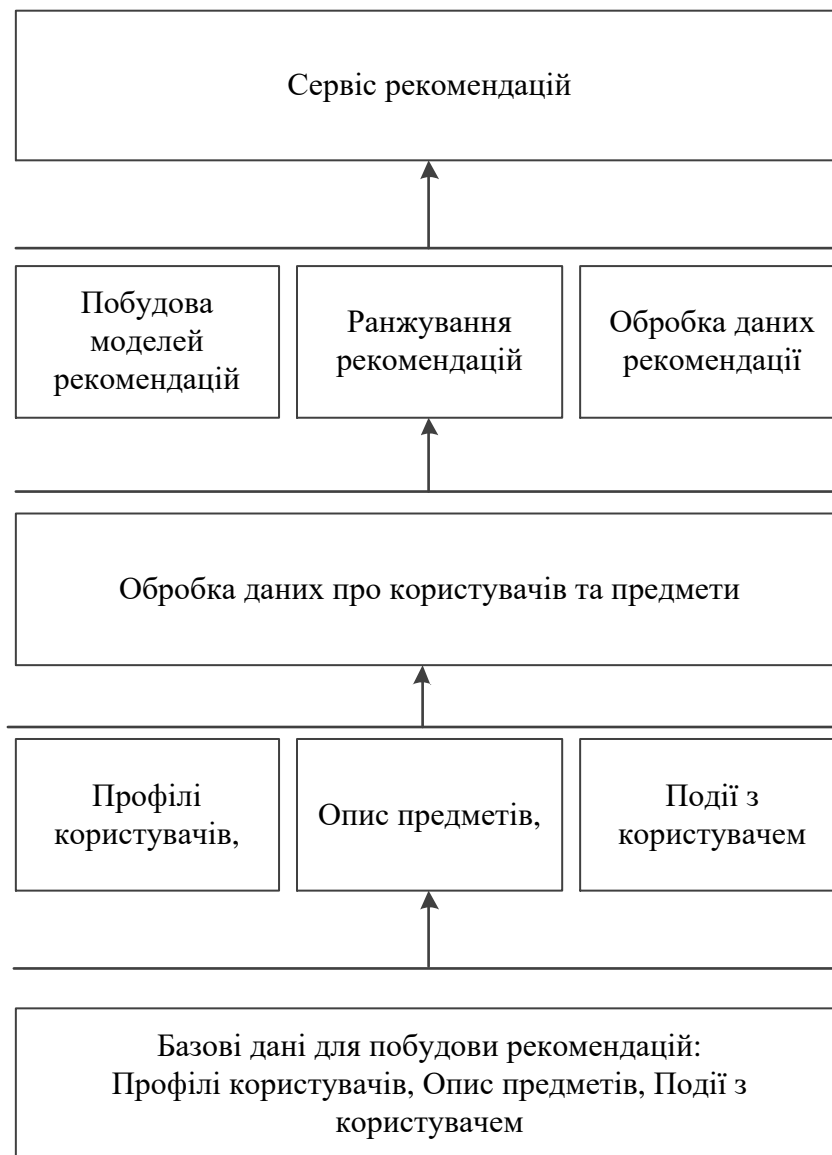 Сервіс рекомендацій
Побудова
моделей
рекомендацій
Ранжування
рекомендацій
Обробка даних
рекомендації
Обробка даних про користувачів та предмети
Профілі
користувачів,
Опис предметів,
Події з
користувачем
Базові дані для побудови рекомендацій:
Профілі користувачів, Опис предметів, Події з
користувачем